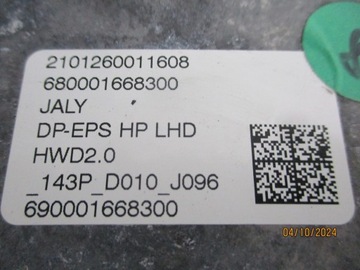 2101260011608
680001668300
JALY
DP-EPS HP LHD
HWD2.0
_143P_D010_J096
690001668300
04/10/2024